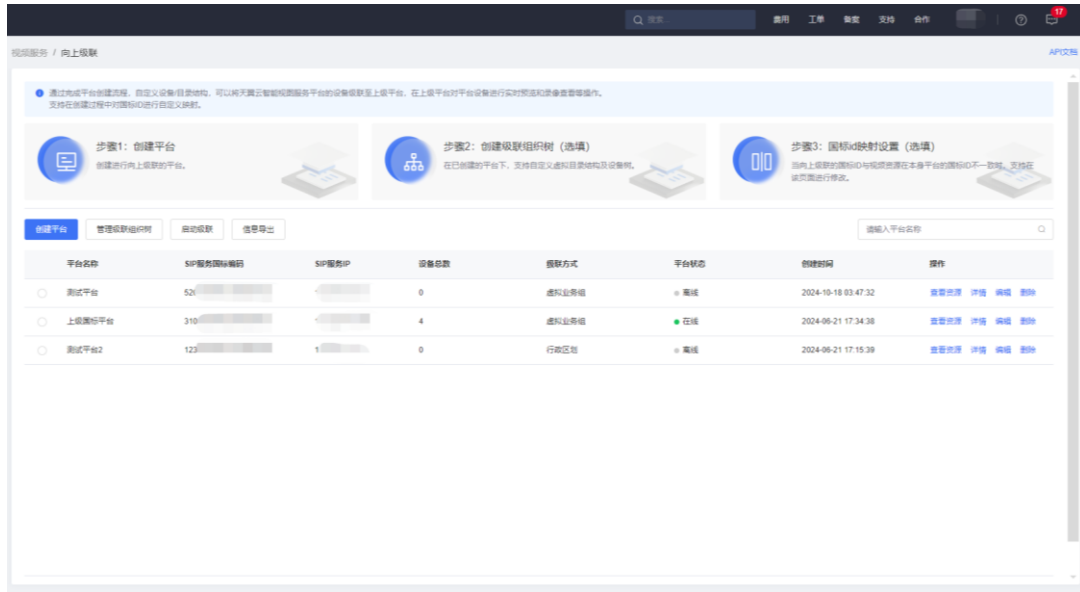 搜索...
费用 工单 备案 支持 合作
17
视频服务 / 向上级联
API文档
通过完成平台创建流程，自定义设备/目录结构，可以将天翼云智能视图服务平台的设备级联至上级平台，在上级平台对平台设备进行实时预览和录像查看等操作。
支持在创建过程中对国标ID进行自定义映射。
步骤1：创建平台
创建进行向上级联的平台。
步骤2：创建级联组织树（选填）
在已创建的平台下，支持自定义虚拟目录结构及设备树。
步骤3：国标id映射设置（选填）
当向上级联的国标ID与视频资源在本身平台的国标ID不一致时，支持在
该页面进行修改。
创建平台 管理级联组织树 启动级联 信息导出
请输入平台名称
平台名称 SIP服务国标编码 SIP服务IP 设备总数 级联方式 平台状态 创建时间 操作
测试平台 520 0 虚拟业务组 离线 2024-10-18 03:47:32 查看资源 详情 编辑 删除
上级国标平台 310 4 虚拟业务组 在线 2024-06-21 17:34:38 查看资源 详情 编辑 删除
测试平台2 123 1 0 行政区划 离线 2024-06-21 17:15:39 查看资源 详情 编辑 删除